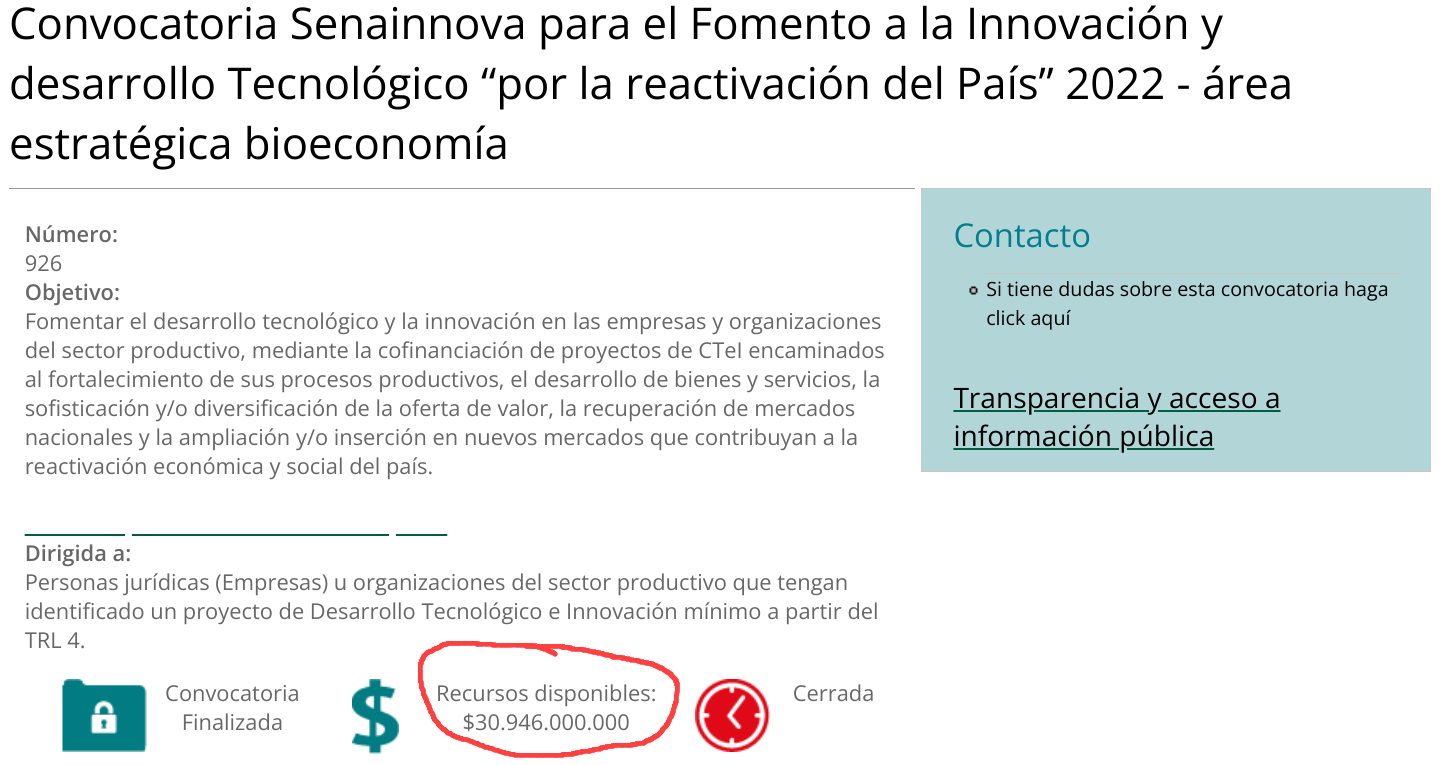 Convocatoria Senainnova para el Fomento a la Innovación y
desarrollo Tecnológico “por la reactivación del País” 2022 - área
estratégica bioeconomía
Número:
926
Objetivo:
Fomentar el desarrollo tecnológico y la innovación en las empresas y organizaciones
del sector productivo, mediante la cofinanciación de proyectos de CTeI encaminados
al fortalecimiento de sus procesos productivos, el desarrollo de bienes y servicios, la
sofisticación y/o diversificación de la oferta de valor, la recuperación de mercados
nacionales y la ampliación y/o inserción en nuevos mercados que contribuyan a la
reactivación económica y social del país.
Dirigida a:
Personas jurídicas (Empresas) u organizaciones del sector productivo que tengan
identificado un proyecto de Desarrollo Tecnológico e Innovación mínimo a partir del
TRL 4.
Convocatoria
Finalizada
$
Recursos disponibles:
$30.946.000.000
Cerrada
Contacto
Si tiene dudas sobre esta convocatoria haga
click aquí
Transparencia y acceso a
información pública